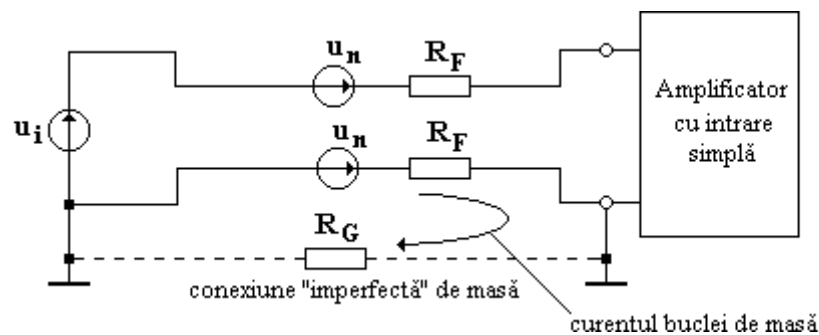 u_n
R_F
Amplificator
cu intrare
simplă
u_i
u_n
R_F
R_G
conexiune "imperfectă" de masă
curentul buclei de masă